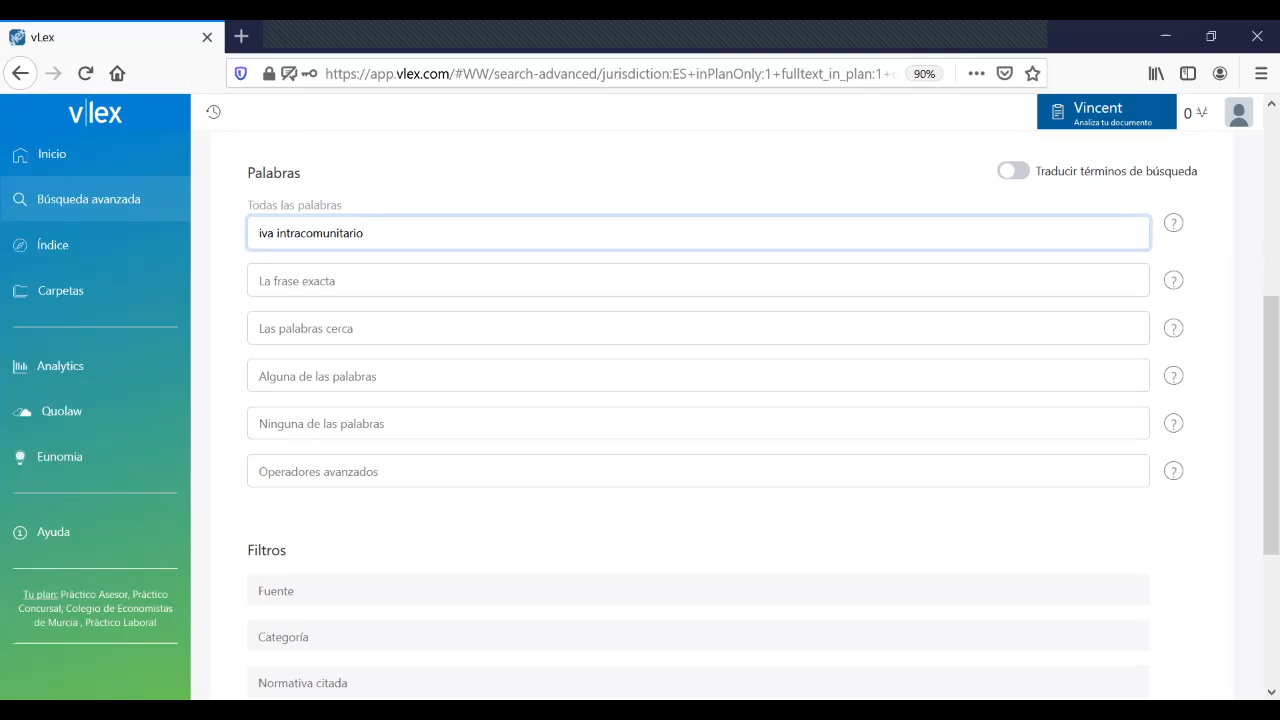 vLex
https://app.vlex.com/#WW/search-advanced/jurisdiction:ES+inPlanOnly:1+fulltext_in_plan:1+
90%
v|lex
Vincent
Analiza tu documento
0
Inicio
Búsqueda avanzada
Índice
Carpetas
Analytics
Quolaw
Eunomia
Ayuda
Tu plan: Práctico Asesor, Práctico
Concursal, Colegio de Economistas
de Murcia , Práctico Laboral
Palabras
Traducir términos de búsqueda
Todas las palabras
iva intracomunitario
?
La frase exacta
?
Las palabras cerca
?
Alguna de las palabras
?
Ninguna de las palabras
?
Operadores avanzados
?
Filtros
Fuente
Categoría
Normativa citada